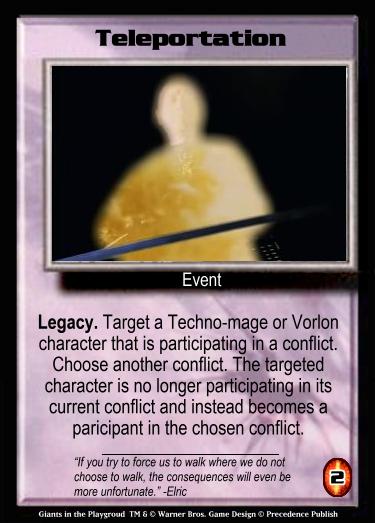 Teleportation
Event
Legacy. Target a Techno-mage or Vorlon
character that is participating in a conflict.
Choose another conflict. The targeted
character is no longer participating in its
current conflict and instead becomes a
paricipant in the chosen conflict.
"If you try to force us to walk where we do not
choose to walk, the consequences will even be
more unfortunate." -Elric
2
Giants in the Playgroud TM & © Warner Bros. Game Design © Precedence Publish